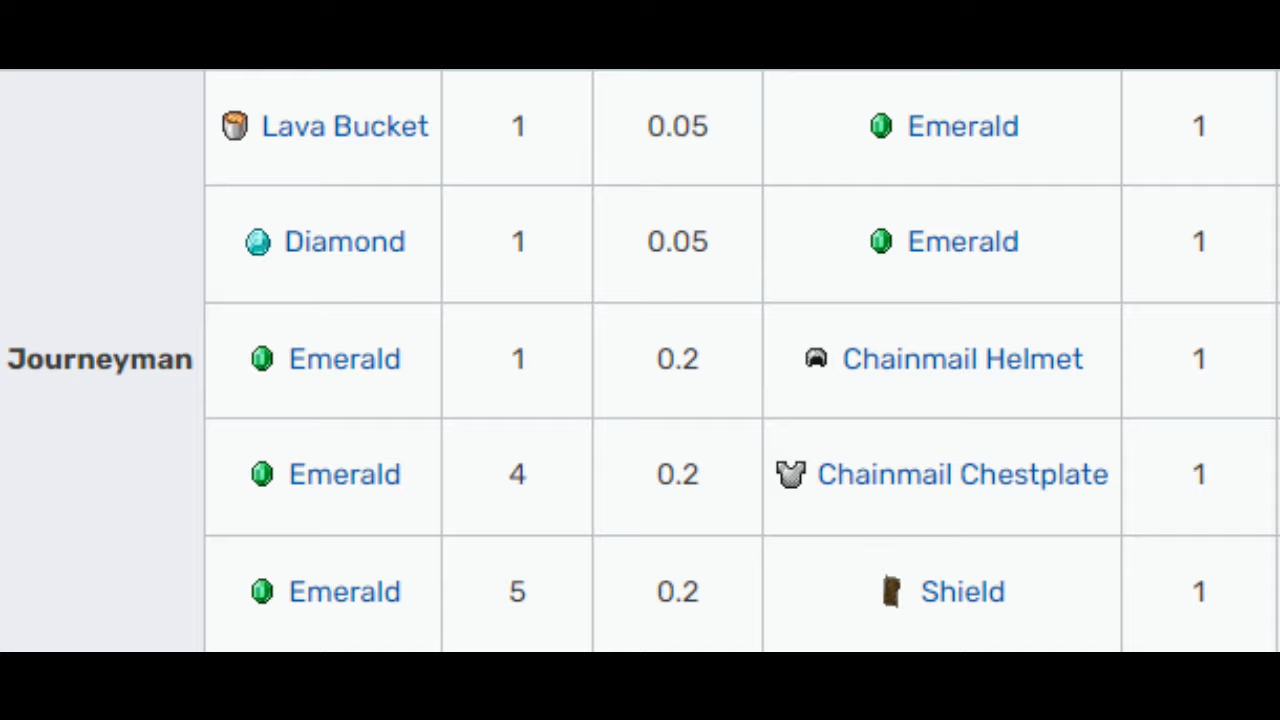 Lava Bucket 1 0.05 Emerald 1
Diamond 1 0.05 Emerald 1
Journeyman Emerald 1 0.2 Chainmail Helmet 1
Emerald 4 0.2 Chainmail Chestplate 1
Emerald 5 0.2 Shield 1